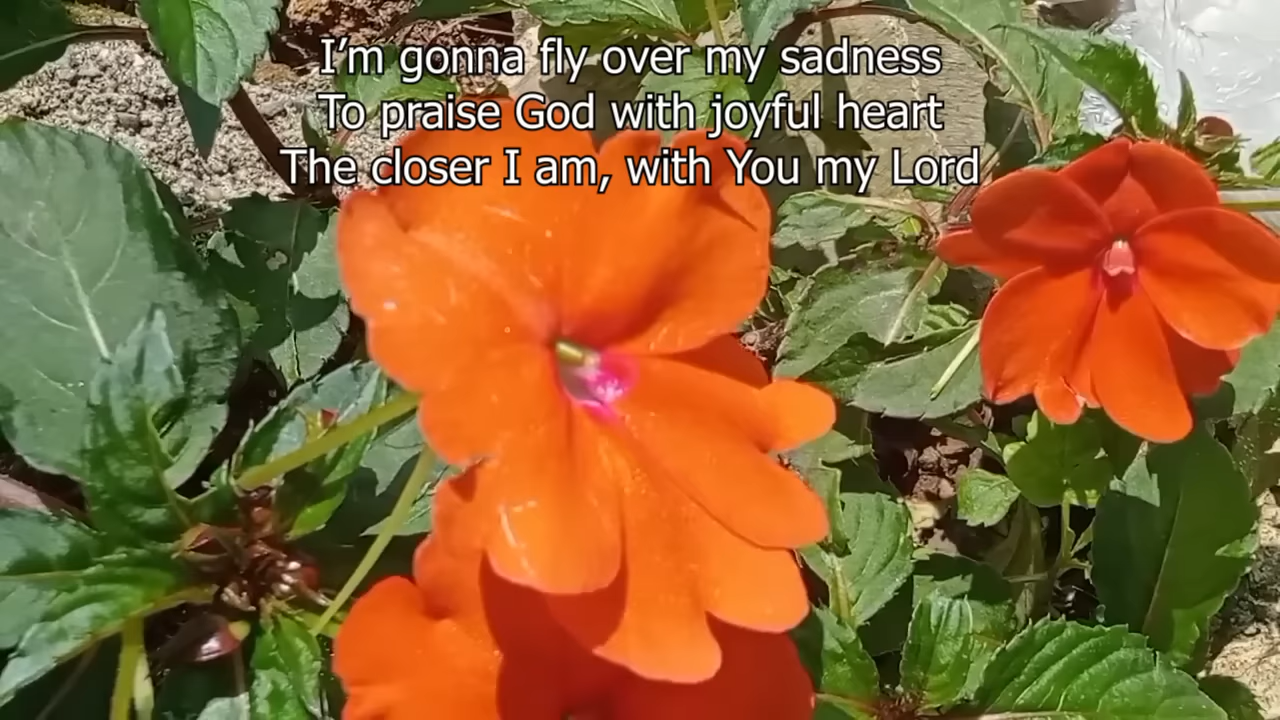 I’m gonna fly over my sadness
To praise God with joyful heart
The closer I am, with You my Lord